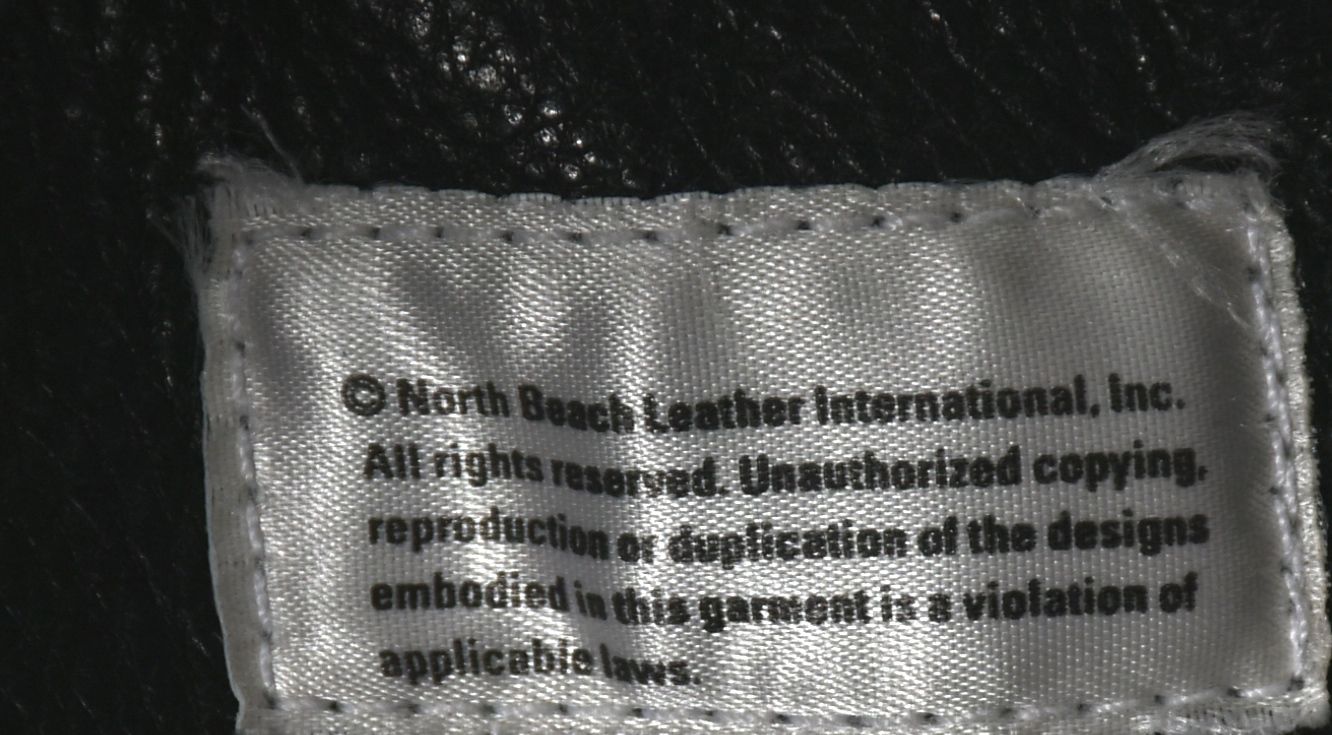 © North Beach Leather International, Inc.
All rights reserved. Unauthorized copying,
reproduction or duplication of the designs
embodied in this garment is a violation of
applicable laws.